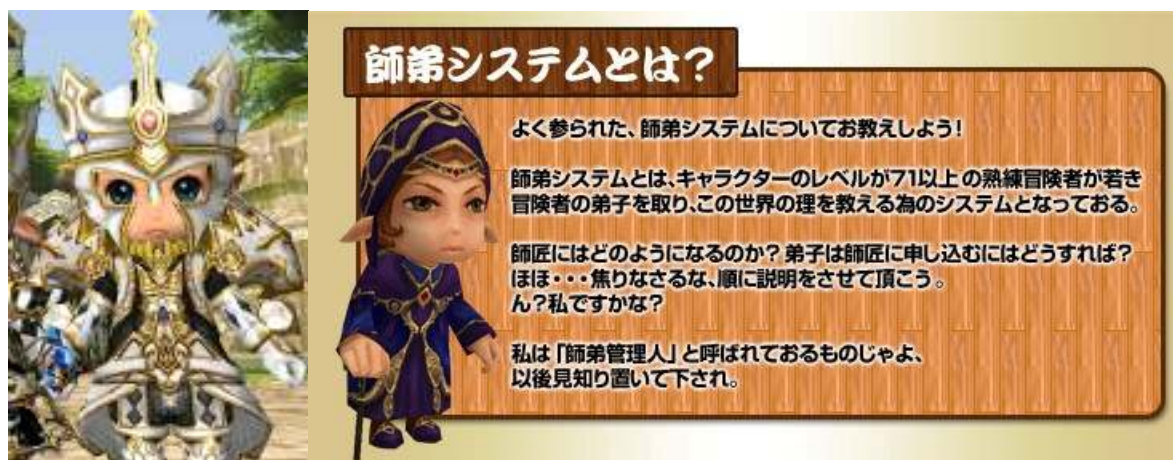 師弟システムとは?
よく参られた、師弟システムについてお教えしよう!
師弟システムとは、キャラクターのレベルが71以上の熟練冒険者が若き
冒険者の弟子を取り、この世界の理を教える為のシステムとなっておる。
師匠にはどのようになるのか?弟子は師匠に申し込むにはどうすれば?
ほほ・・・焦りなさるな、順に説明をさせて頂こう。
ん?私ですかな?
私は「師弟管理人」と呼ばれておるものじゃよ、
以後見知り置いて下され。